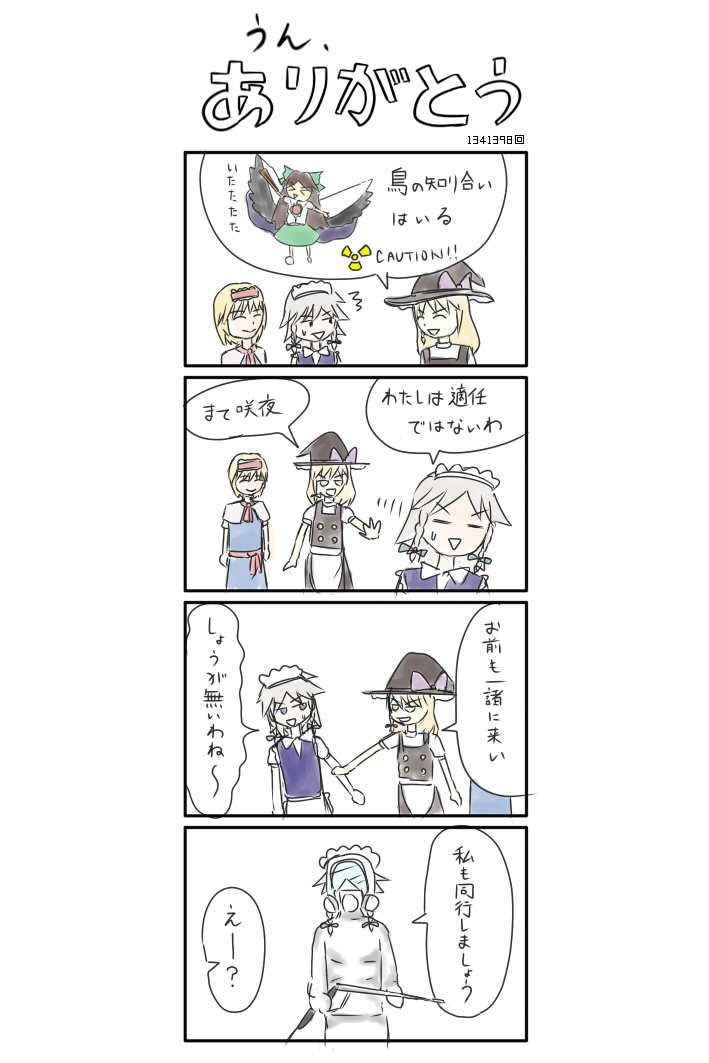 うん、
ありがとう
1341398回
鳥の知り合い
はいる
CAUTION!!
いたたたた
わたしは適任
ではないわ
まて咲夜
お前も一諸に来い
しょうが無いわね～
私も同行しましょう
えー？